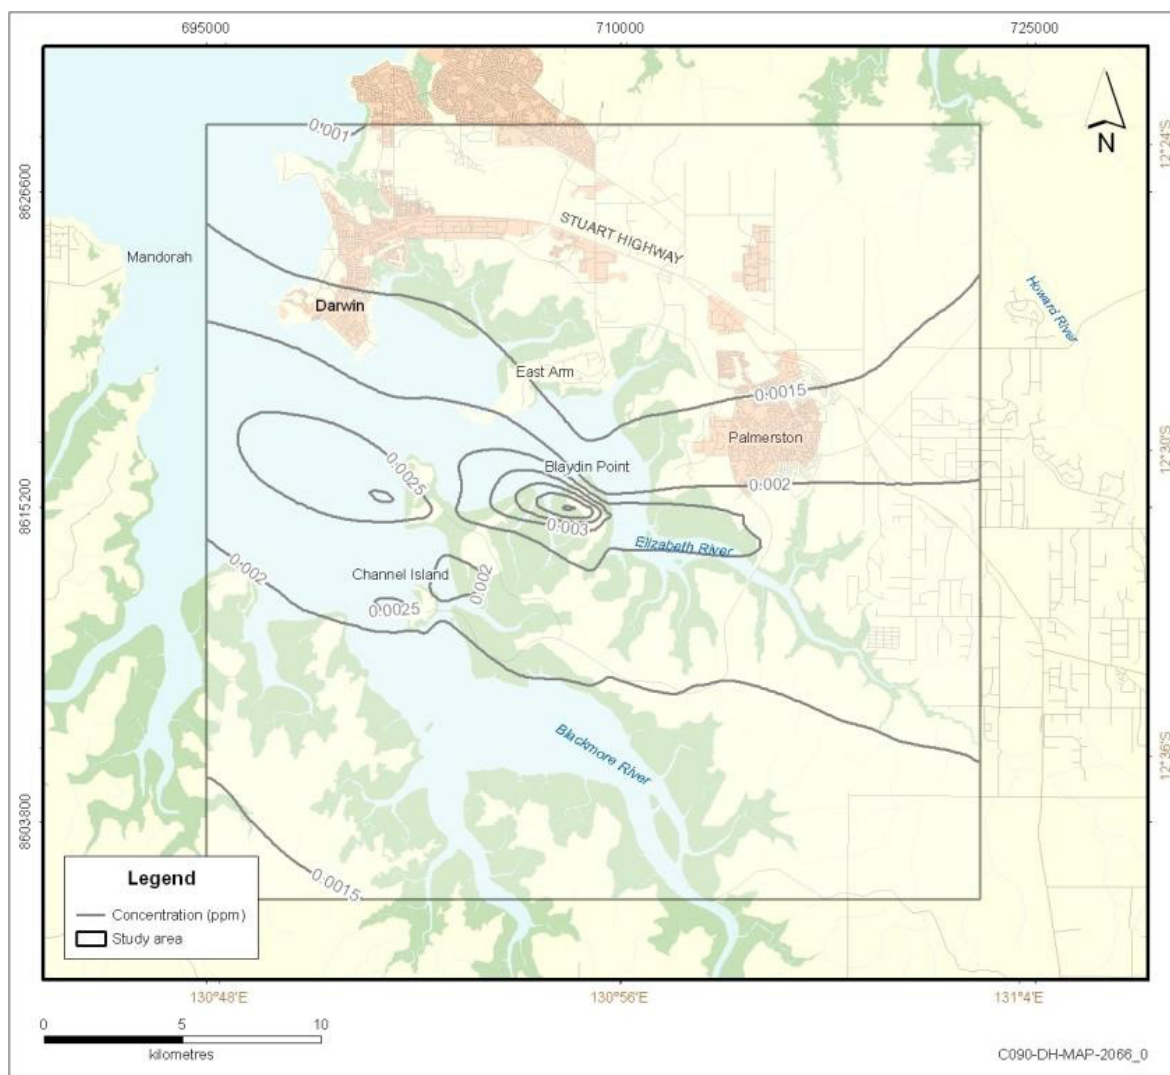 695000
710000
725000
0.001
N
12°24'S
8626600
STUART HIGHWAY
Mandorah
Howard River
Darwin
East Arm
0.0015
Palmerston
12°30'S
Blaydin Point
0.0025
0.002
8615200
0.003
Elizabeth River
0.002
Channel Island
0.002
0.0025
Blackmore River
12°36'S
8603800
0.0015
Legend
Concentration (ppm)
Study area
130°48'E
130°56'E
131°4'E
0
5
10
kilometres
C090-DH-MAP-2066_0